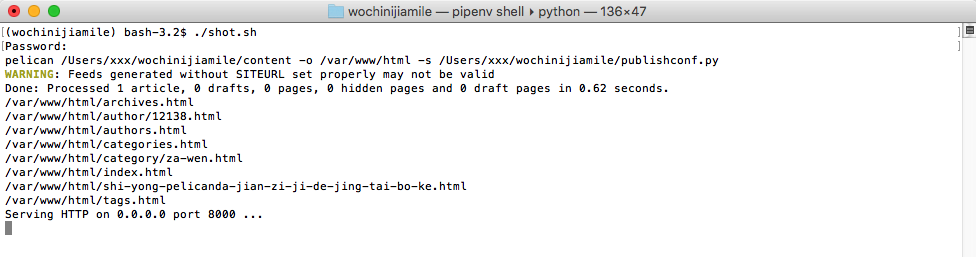 wochinijiamile — pipenv shell ▸ python — 136×47
(wochinijiamile) bash-3.2$ ./shot.sh
Password:
pelican /Users/xxx/wochinijiamile/content -o /var/www/html -s /Users/xxx/wochinijiamile/publishconf.py
WARNING: Feeds generated without SITEURL set properly may not be valid
Done: Processed 1 article, 0 drafts, 0 pages, 0 hidden pages and 0 draft pages in 0.62 seconds.
/var/www/html/archives.html
/var/www/html/author/12138.html
/var/www/html/authors.html
/var/www/html/categories.html
/var/www/html/category/za-wen.html
/var/www/html/index.html
/var/www/html/shi-yong-pelicanda-jian-zi-ji-de-jing-tai-bo-ke.html
/var/www/html/tags.html
Serving HTTP on 0.0.0.0 port 8000 ...